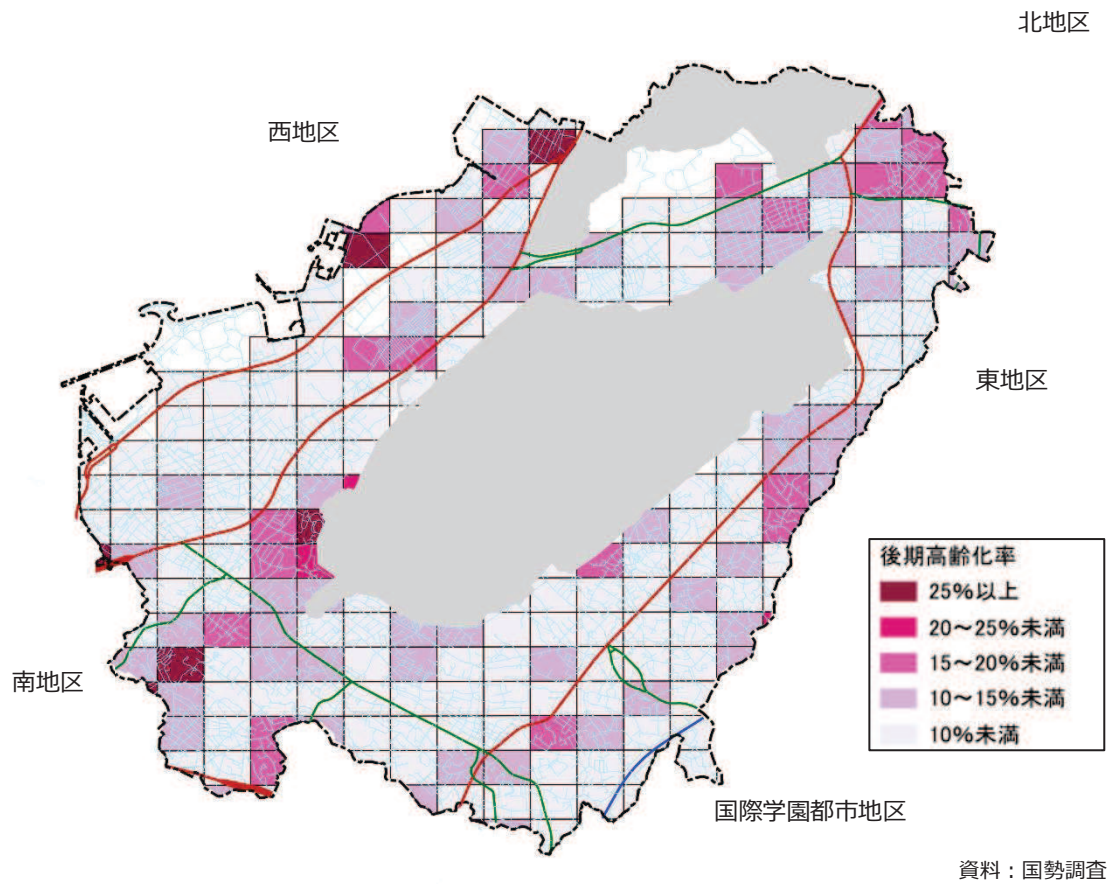 北地区
西地区
東地区
後期高齢化率
25%以上
20～25%未満
15～20%未満
10～15%未満
10%未満
南地区
国際学園都市地区
資料：国勢調査